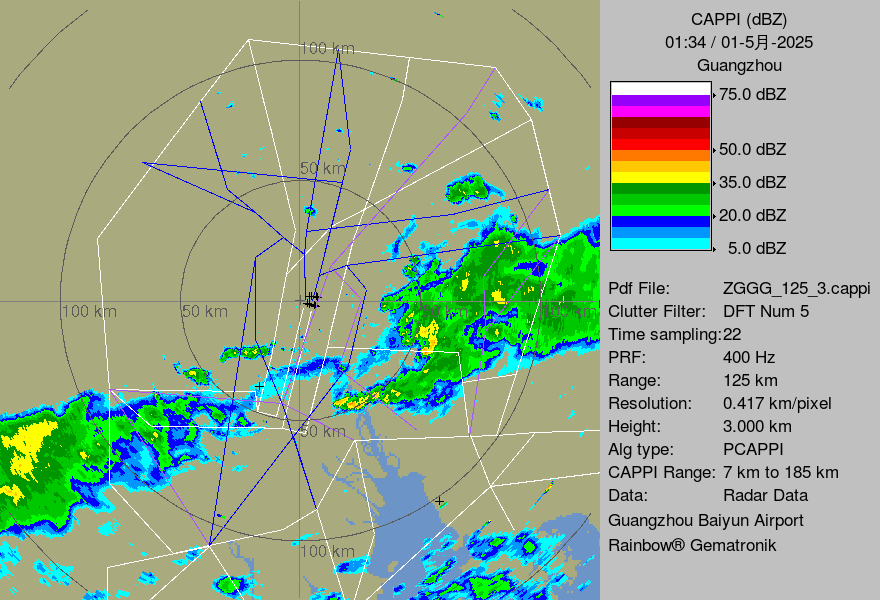 CAPPI (dBZ)
01:34 / 01-5月-2025
Guangzhou
75.0 dBZ
50.0 dBZ
35.0 dBZ
20.0 dBZ
5.0 dBZ
Pdf File: ZGGG_125_3.cappi
Clutter Filter: DFT Num 5
Time sampling:22
PRF: 400 Hz
Range: 125 km
Resolution: 0.417 km/pixel
Height: 3.000 km
Alg type: PCAPPI
CAPPI Range: 7 km to 185 km
Data: Radar Data
Guangzhou Baiyun Airport
Rainbow® Gematronik
100 km
50 km
100 km
50 km
50 km
100 km
50 km
100 km